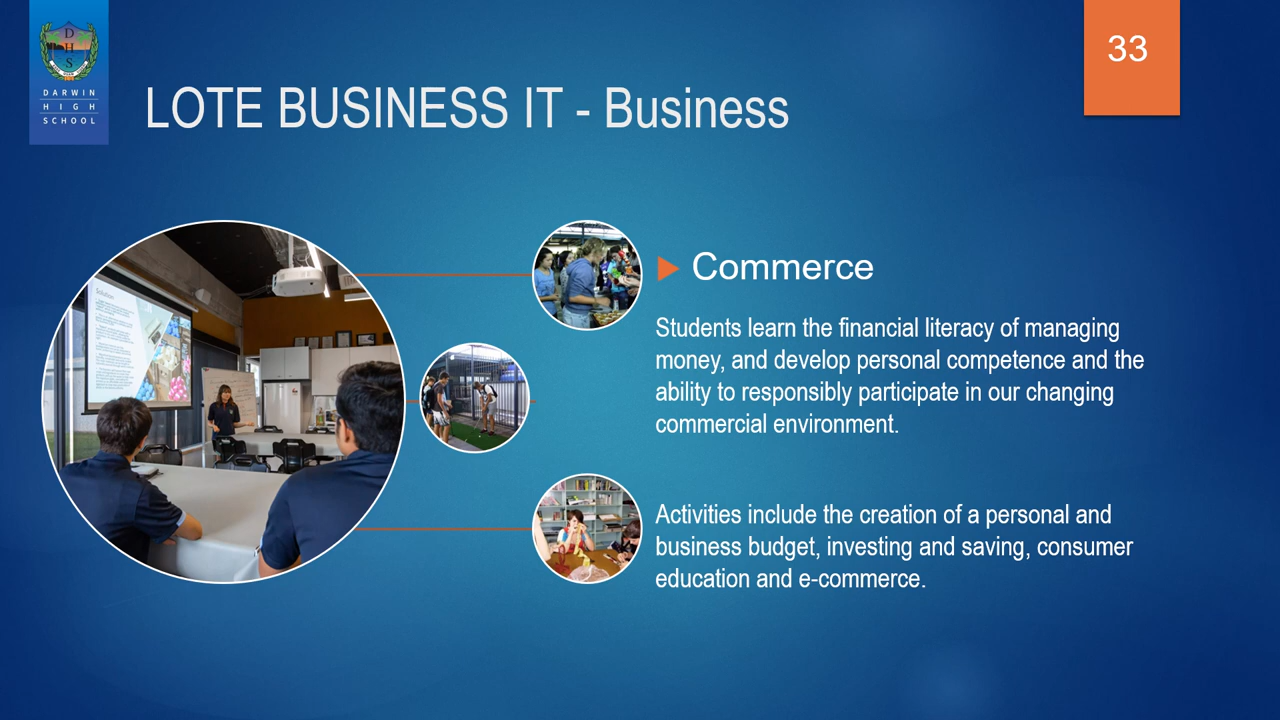 D
H
S
DARWIN
HIGH
SCHOOL
33
LOTE BUSINESS IT - Business
Solution
Commerce
Students learn the financial literacy of managing
money, and develop personal competence and the
ability to responsibly participate in our changing
commercial environment.
Activities include the creation of a personal and
business budget, investing and saving, consumer
education and e-commerce.